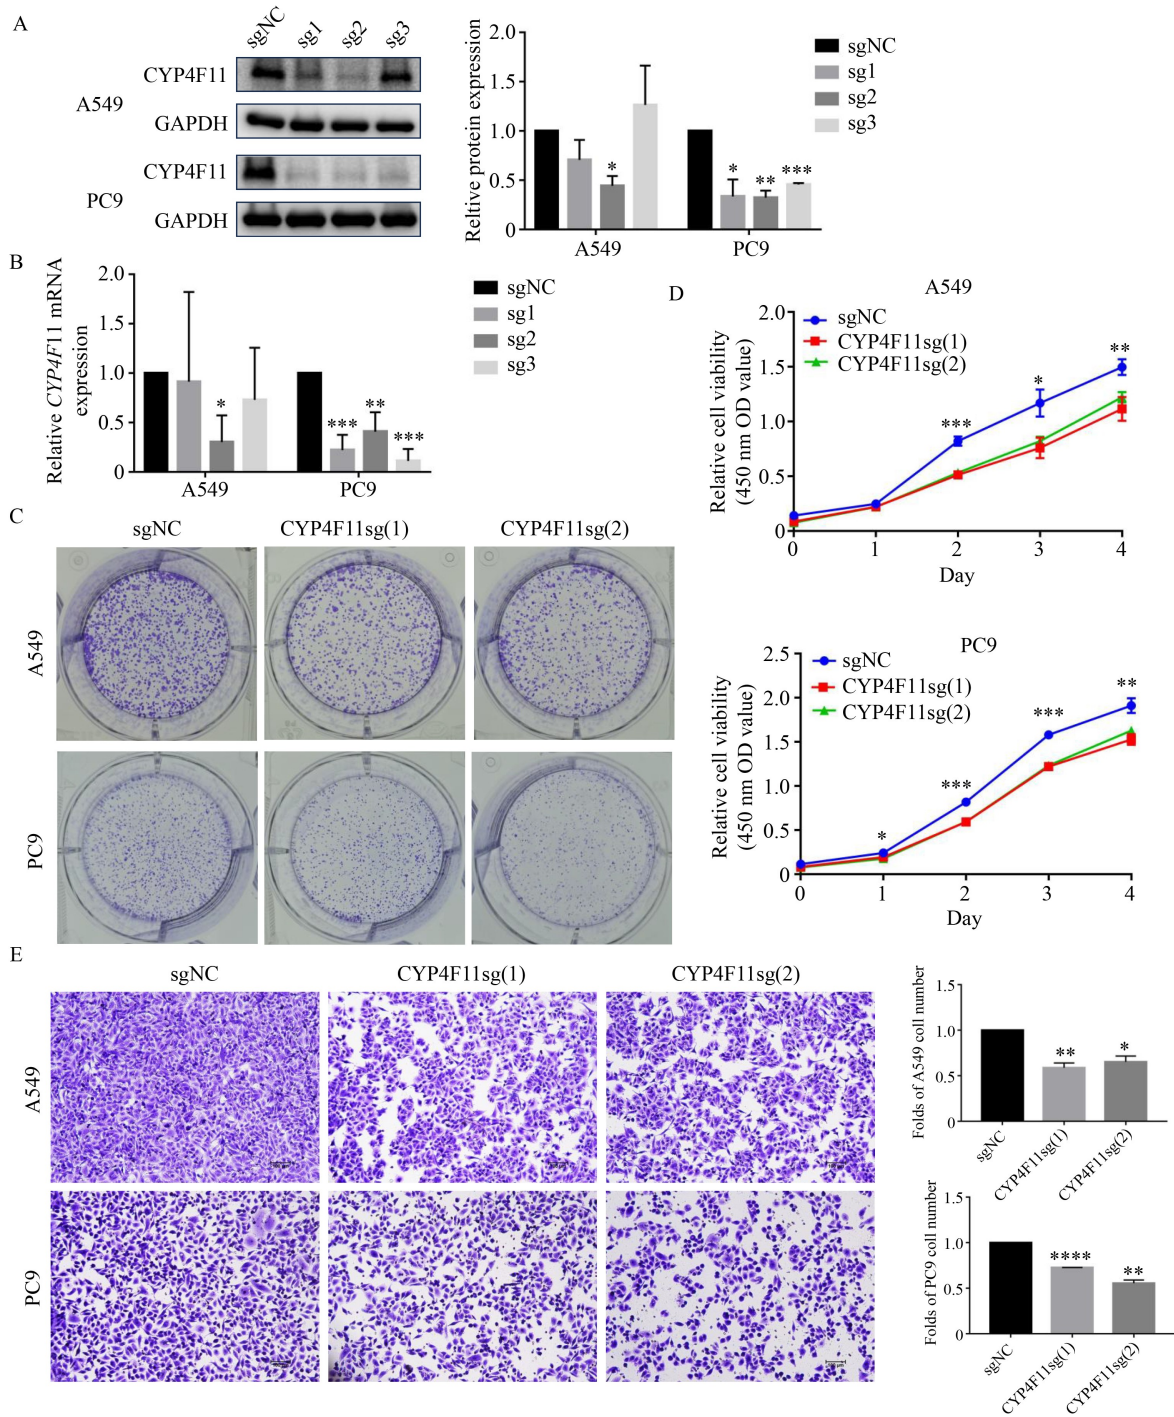 A
sgNC sg1 sg2 sg3
A549
CYP4F11
GAPDH
PC9
CYP4F11
GAPDH
Reltive protein expression
2.0
1.5
1.0
0.5
0
* * ** ***
A549 PC9
sgNC
sg1
sg2
sg3
B
Relative CYP4F11 mRNA
expression
2.0
1.5
1.0
0.5
0
* *** ** ***
A549 PC9
sgNC
sg1
sg2
sg3
C
sgNC CYP4F11sg(1) CYP4F11sg(2)
A549
PC9
D
A549
Relative cell viability
(450 nm OD value)
2.0
1.5
1.0
0.5
0
sgNC
CYP4F11sg(1)
CYP4F11sg(2)
*** * **
0 1 2 3 4
Day
PC9
Relative cell viability
(450 nm OD value)
2.5
2.0
1.5
1.0
0.5
0
sgNC
CYP4F11sg(1)
CYP4F11sg(2)
* *** *** **
0 1 2 3 4
Day
E
sgNC CYP4F11sg(1) CYP4F11sg(2)
A549
PC9
Folds of A549 coll number
1.5
1.0
0.5
0
** *
sgNC CYP4F11sg(1) CYP4F11sg(2)
Folds of PC9 coll number
1.5
1.0
0.5
0
**** **
sgNC CYP4F11sg(1) CYP4F11sg(2)